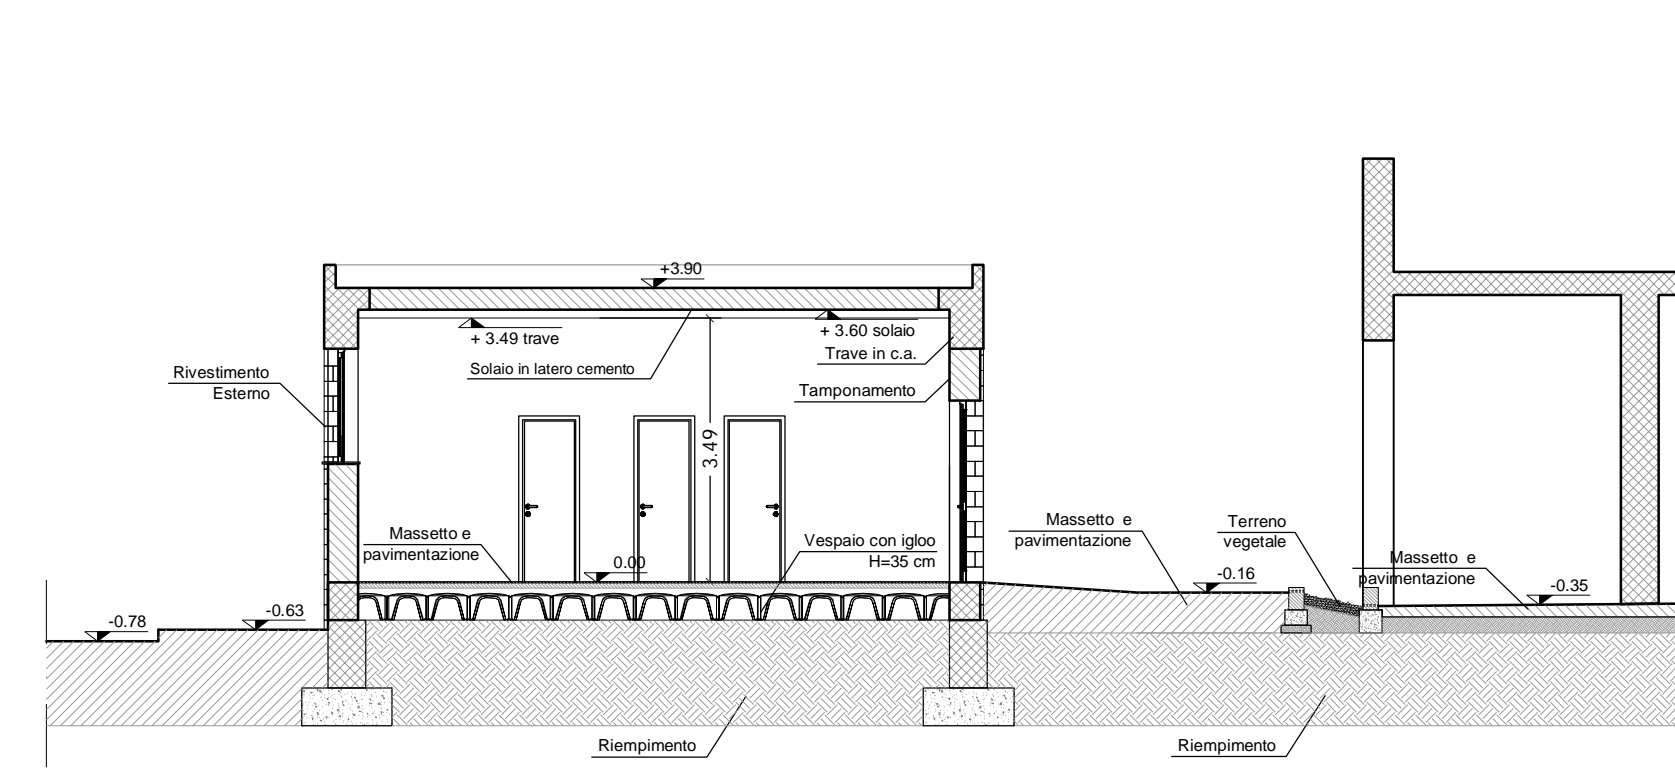 +3.90
+ 3.49 trave
+ 3.60 solaio
Trave in c.a.
Solaio in latero cemento
Tamponamento
Rivestimento
Esterno
3.49
Massetto e
pavimentazione
0.00
Vespaio con igloo
H=35 cm
Massetto e
pavimentazione
Terreno
vegetale
Massetto e
pavimentazione
-0.16
-0.35
-0.78
-0.63
Riempimento
Riempimento